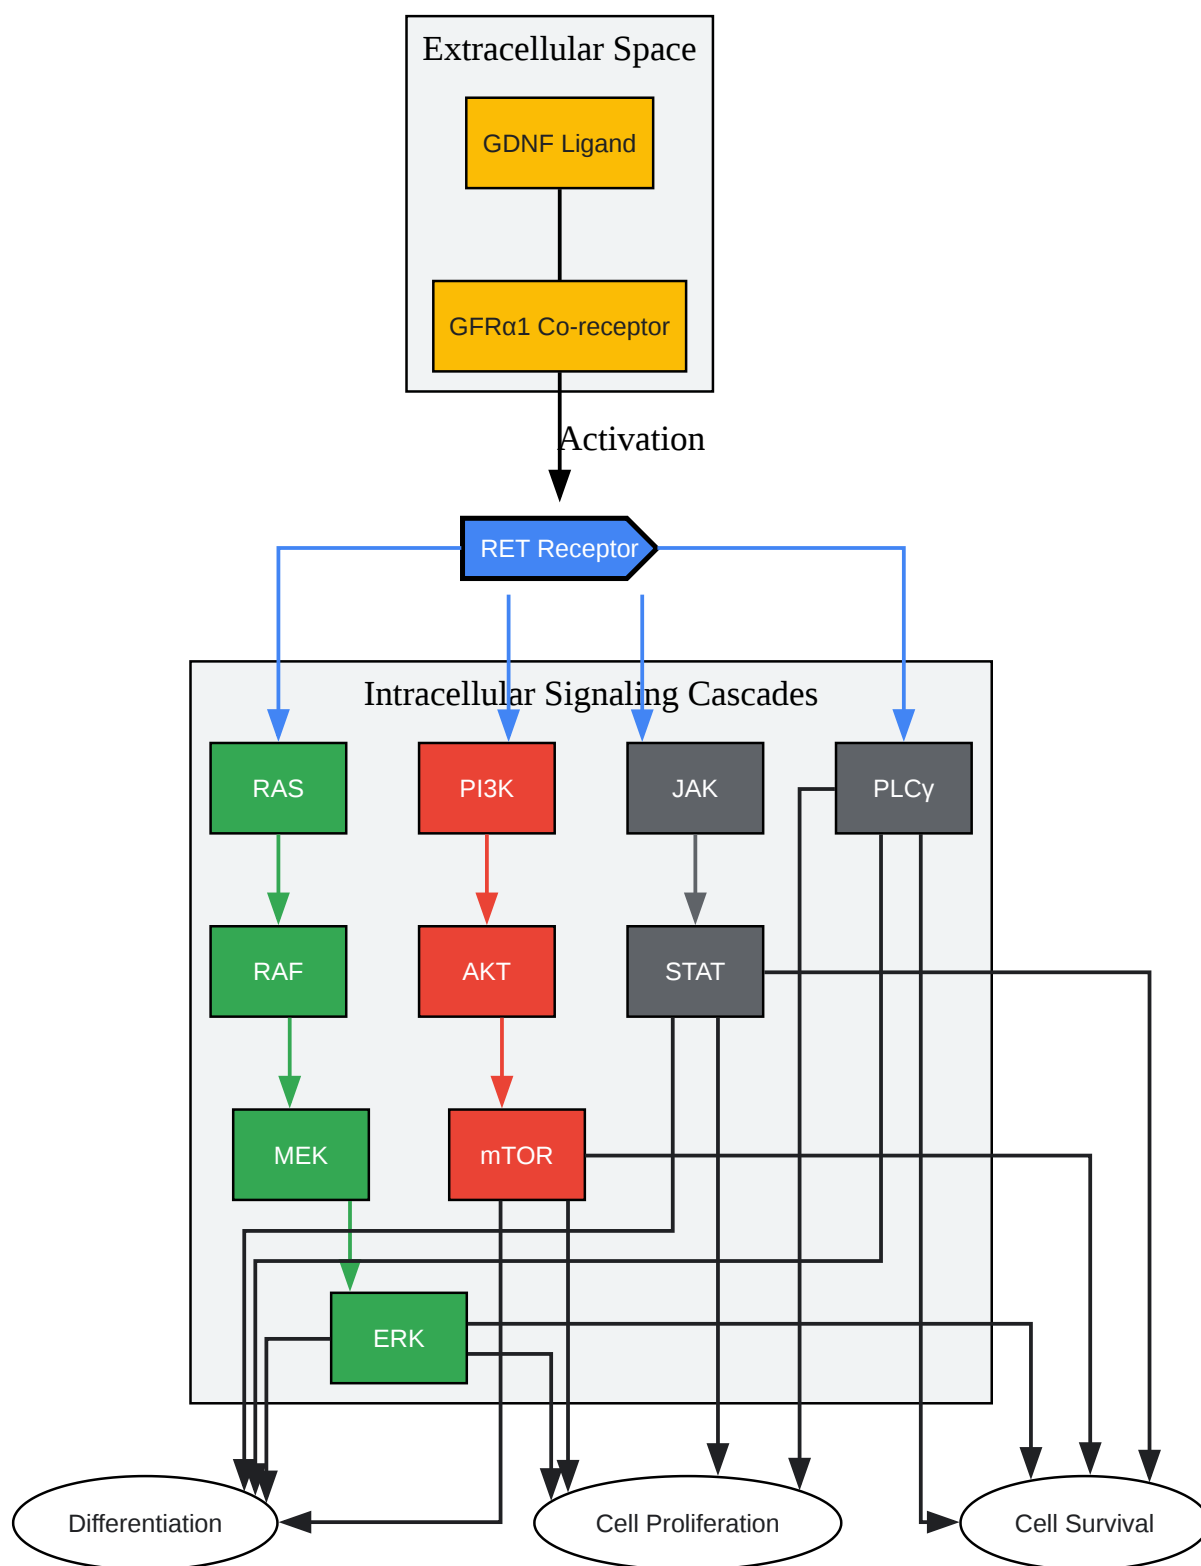 Extracellular Space
GDNF Ligand
GFRα1 Co-receptor
Activation
RET Receptor
Intracellular Signaling Cascades
RAS
PI3K
JAK
PLCγ
RAF
AKT
STAT
MEK
mTOR
ERK
Differentiation
Cell Proliferation
Cell Survival